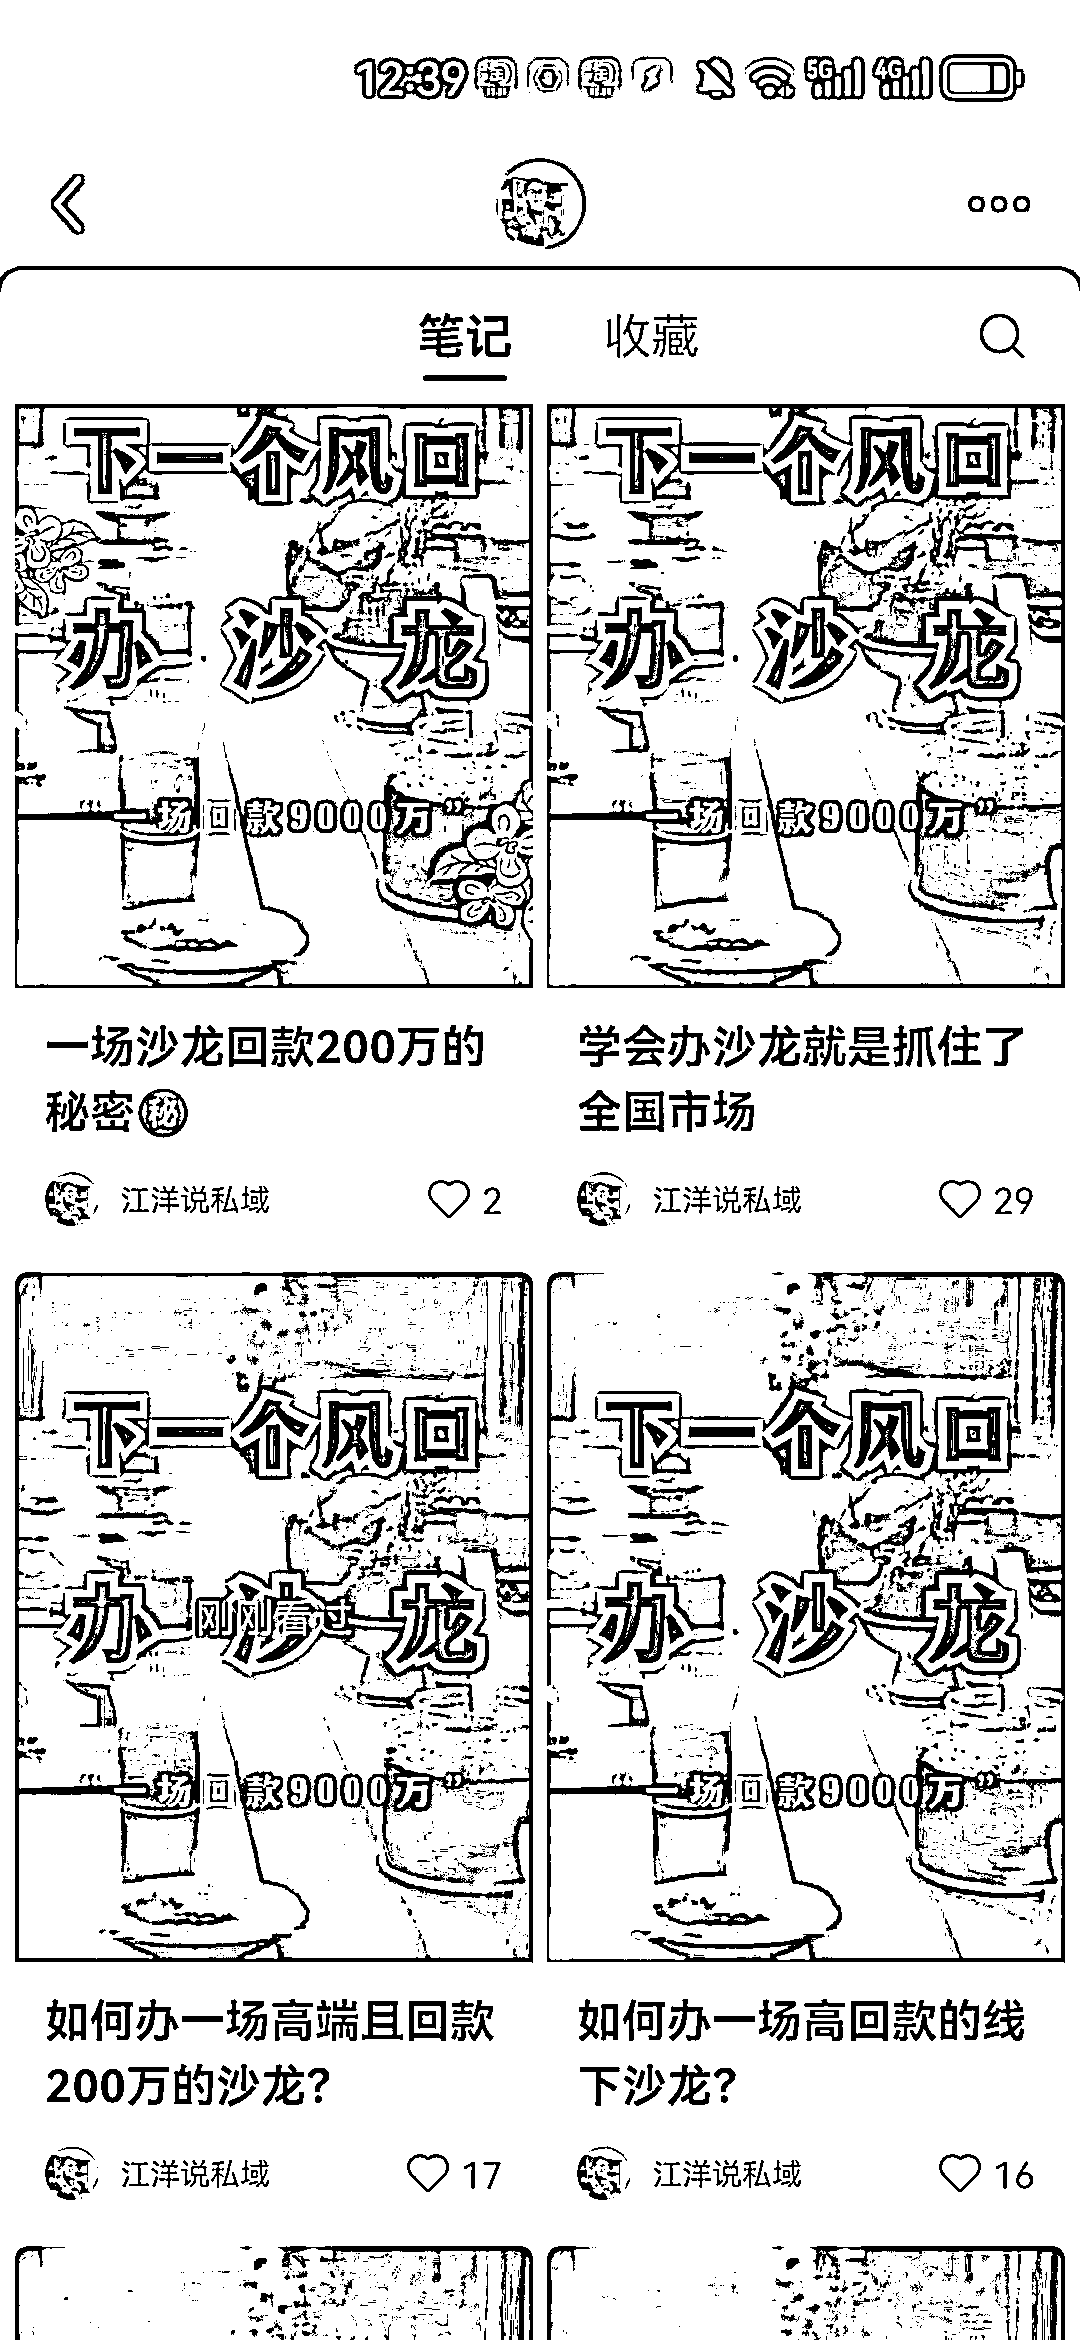 12:39
5G 4G
笔记 收藏
下一个风回
办 沙 龙
“一场回款9000万”
下一个风回
办 沙 龙
“一场回款9000万”
一场沙龙回款200万的
秘密㊙
江洋说私域 2
学会办沙龙就是抓住了
全国市场
江洋说私域 29
下一个风回
办 沙 龙
刚刚看过
“一场回款9000万”
下一个风回
办 沙 龙
“一场回款9000万”
如何办一场高端且回款
200万的沙龙?
江洋说私域 17
如何办一场高回款的线
下沙龙?
江洋说私域 16